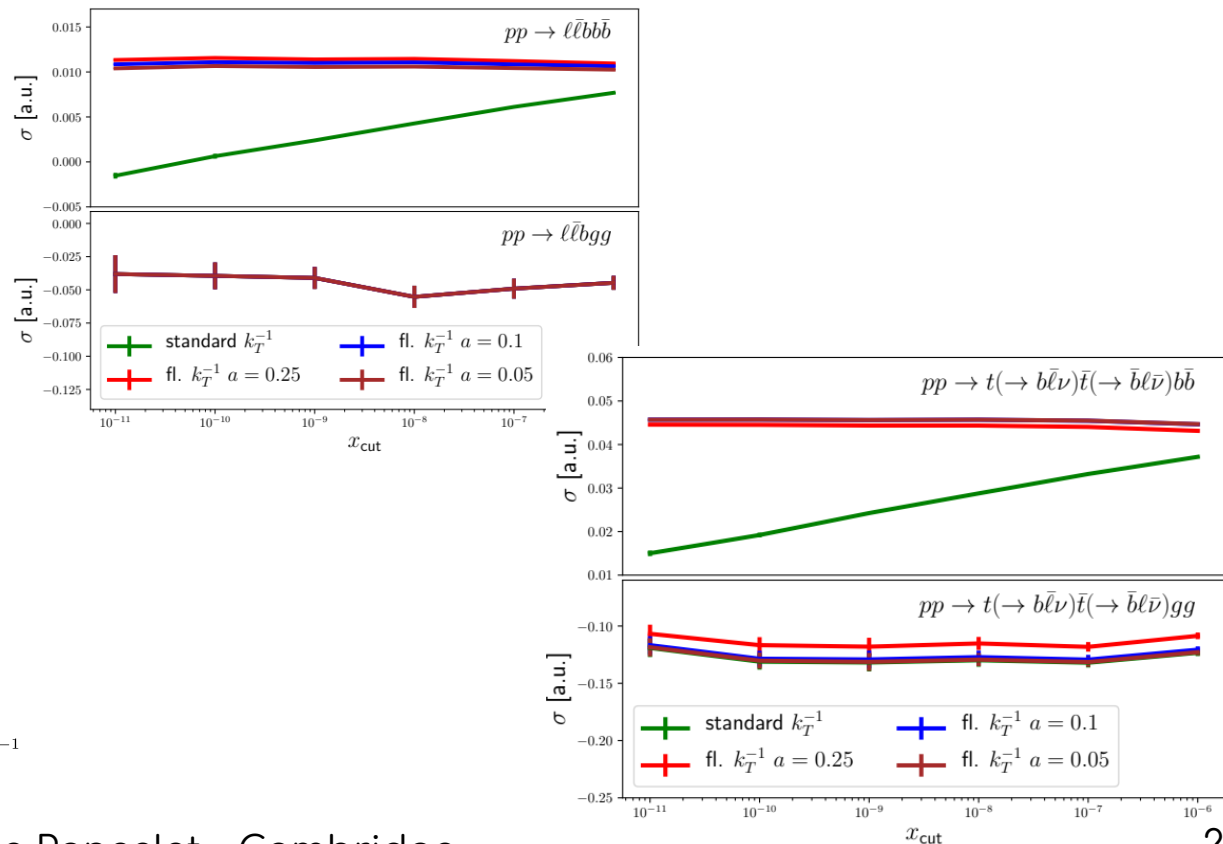 pp → ℓℓ̄bbb̄
0.015
0.010
0.005
0.000
−0.005
σ [a.u.]
pp → ℓℓ̄bgg
0.000
−0.025
−0.050
−0.075
−0.100
−0.125
σ [a.u.]
standard k_T^{-1}
fl. k_T^{-1} a = 0.1
fl. k_T^{-1} a = 0.25
fl. k_T^{-1} a = 0.05
10^{-11} 10^{-10} 10^{-9} 10^{-8} 10^{-7}
x_cut
pp → t(→ bℓ̄ν)t̄(→ b̄ℓν̄)bb̄
0.06
0.05
0.04
0.03
0.02
0.01
σ [a.u.]
pp → t(→ bℓ̄ν)t̄(→ b̄ℓν̄)gg
−0.10
−0.15
−0.20
−0.25
σ [a.u.]
standard k_T^{-1}
fl. k_T^{-1} a = 0.1
fl. k_T^{-1} a = 0.25
fl. k_T^{-1} a = 0.05
10^{-11} 10^{-10} 10^{-9} 10^{-8} 10^{-7} 10^{-6}
x_cut
−1
Cambridge
2